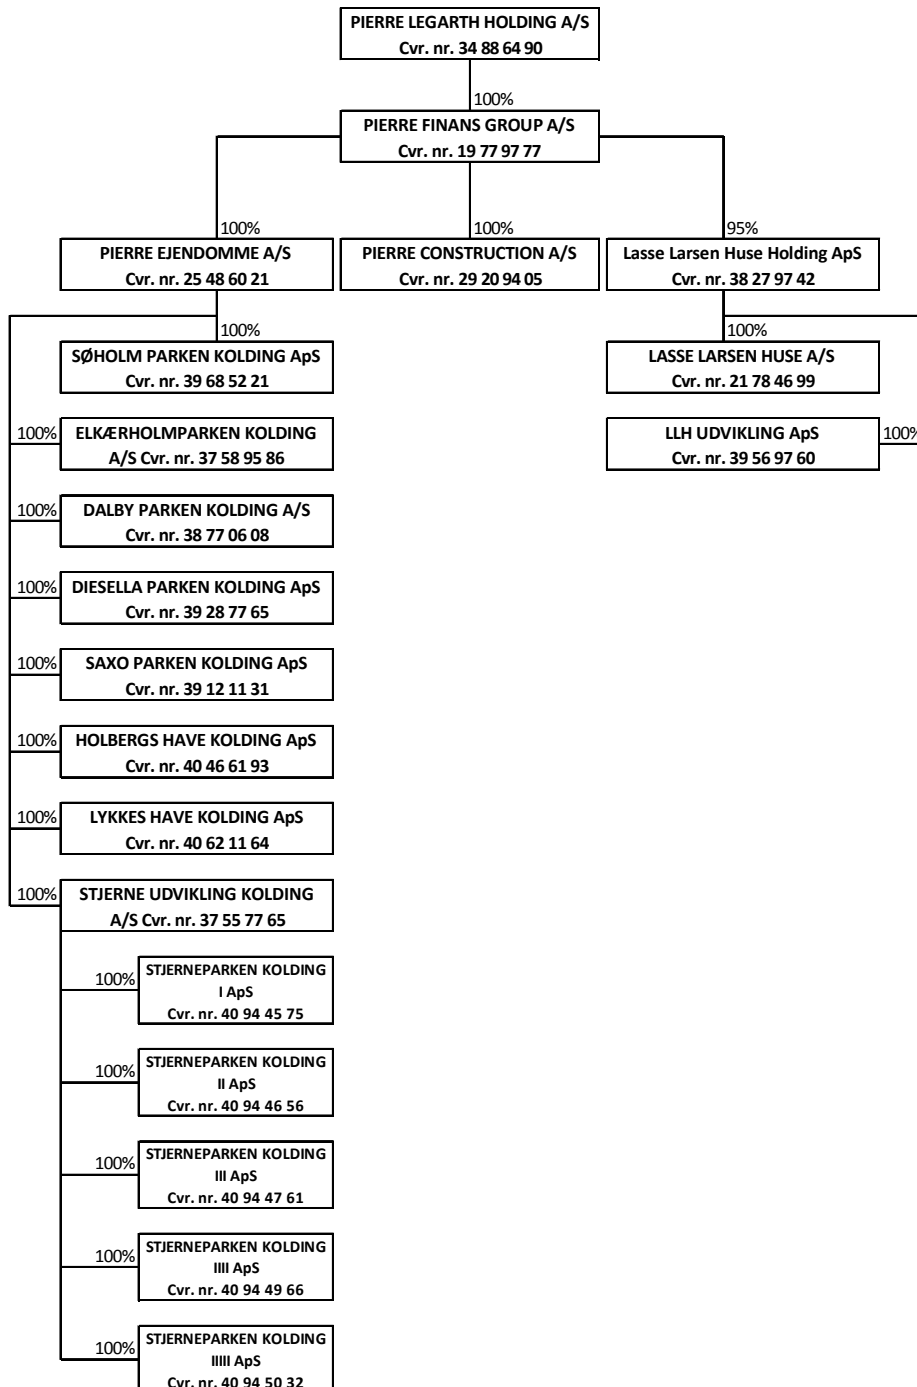 PIERRE LEGARTH HOLDING A/S
Cvr. nr. 34 88 64 90
100%
PIERRE FINANS GROUP A/S
Cvr. nr. 19 77 97 77
100%
100%
95%
PIERRE EJENDOMME A/S
Cvr. nr. 25 48 60 21
PIERRE CONSTRUCTION A/S
Cvr. nr. 29 20 94 05
Lasse Larsen Huse Holding ApS
Cvr. nr. 38 27 97 42
100%
100%
SØHOLM PARKEN KOLDING ApS
Cvr. nr. 39 68 52 21
LASSE LARSEN HUSE A/S
Cvr. nr. 21 78 46 99
100%
ELKÆRHOLMPARKEN KOLDING
A/S Cvr. nr. 37 58 95 86
LLH UDVIKLING ApS
Cvr. nr. 39 56 97 60
100%
100%
DALBY PARKEN KOLDING A/S
Cvr. nr. 38 77 06 08
100%
DIESELLA PARKEN KOLDING ApS
Cvr. nr. 39 28 77 65
100%
SAXO PARKEN KOLDING ApS
Cvr. nr. 39 12 11 31
100%
HOLBERGS HAVE KOLDING ApS
Cvr. nr. 40 46 61 93
100%
LYKKES HAVE KOLDING ApS
Cvr. nr. 40 62 11 64
100%
STJERNE UDVIKLING KOLDING
A/S Cvr. nr. 37 55 77 65
100%
STJERNEPARKEN KOLDING
I ApS
Cvr. nr. 40 94 45 75
100%
STJERNEPARKEN KOLDING
II ApS
Cvr. nr. 40 94 46 56
100%
STJERNEPARKEN KOLDING
III ApS
Cvr. nr. 40 94 47 61
100%
STJERNEPARKEN KOLDING
IIII ApS
Cvr. nr. 40 94 49 66
100%
STJERNEPARKEN KOLDING
IIIII ApS
Cvr. nr. 40 94 50 32